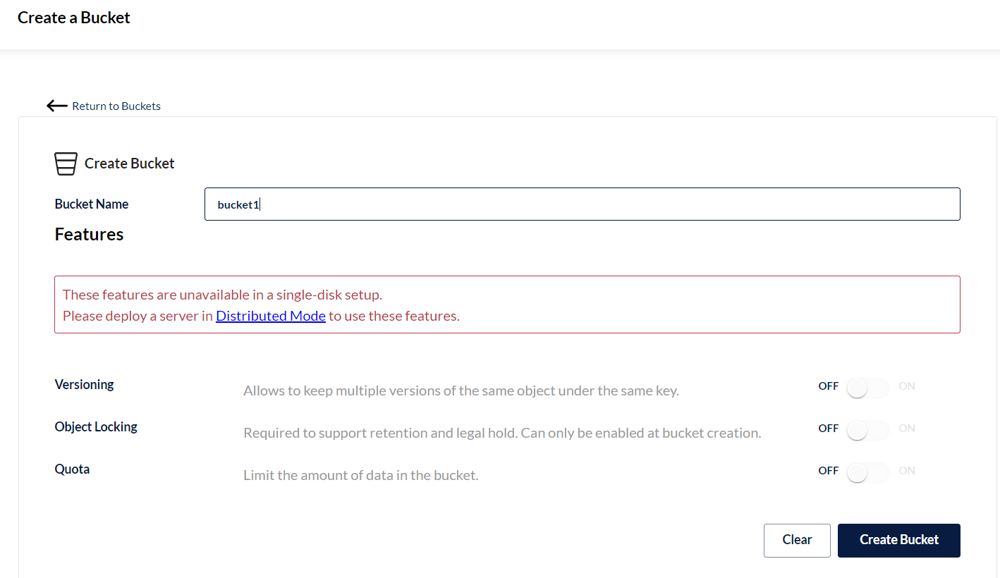 Create a Bucket
Return to Buckets
Create Bucket
Bucket Name
bucket1
Features
These features are unavailable in a single-disk setup.
Please deploy a server in Distributed Mode to use these features.
Versioning
Allows to keep multiple versions of the same object under the same key.
OFF ON
Object Locking
Required to support retention and legal hold. Can only be enabled at bucket creation.
OFF ON
Quota
Limit the amount of data in the bucket.
OFF ON
Clear
Create Bucket